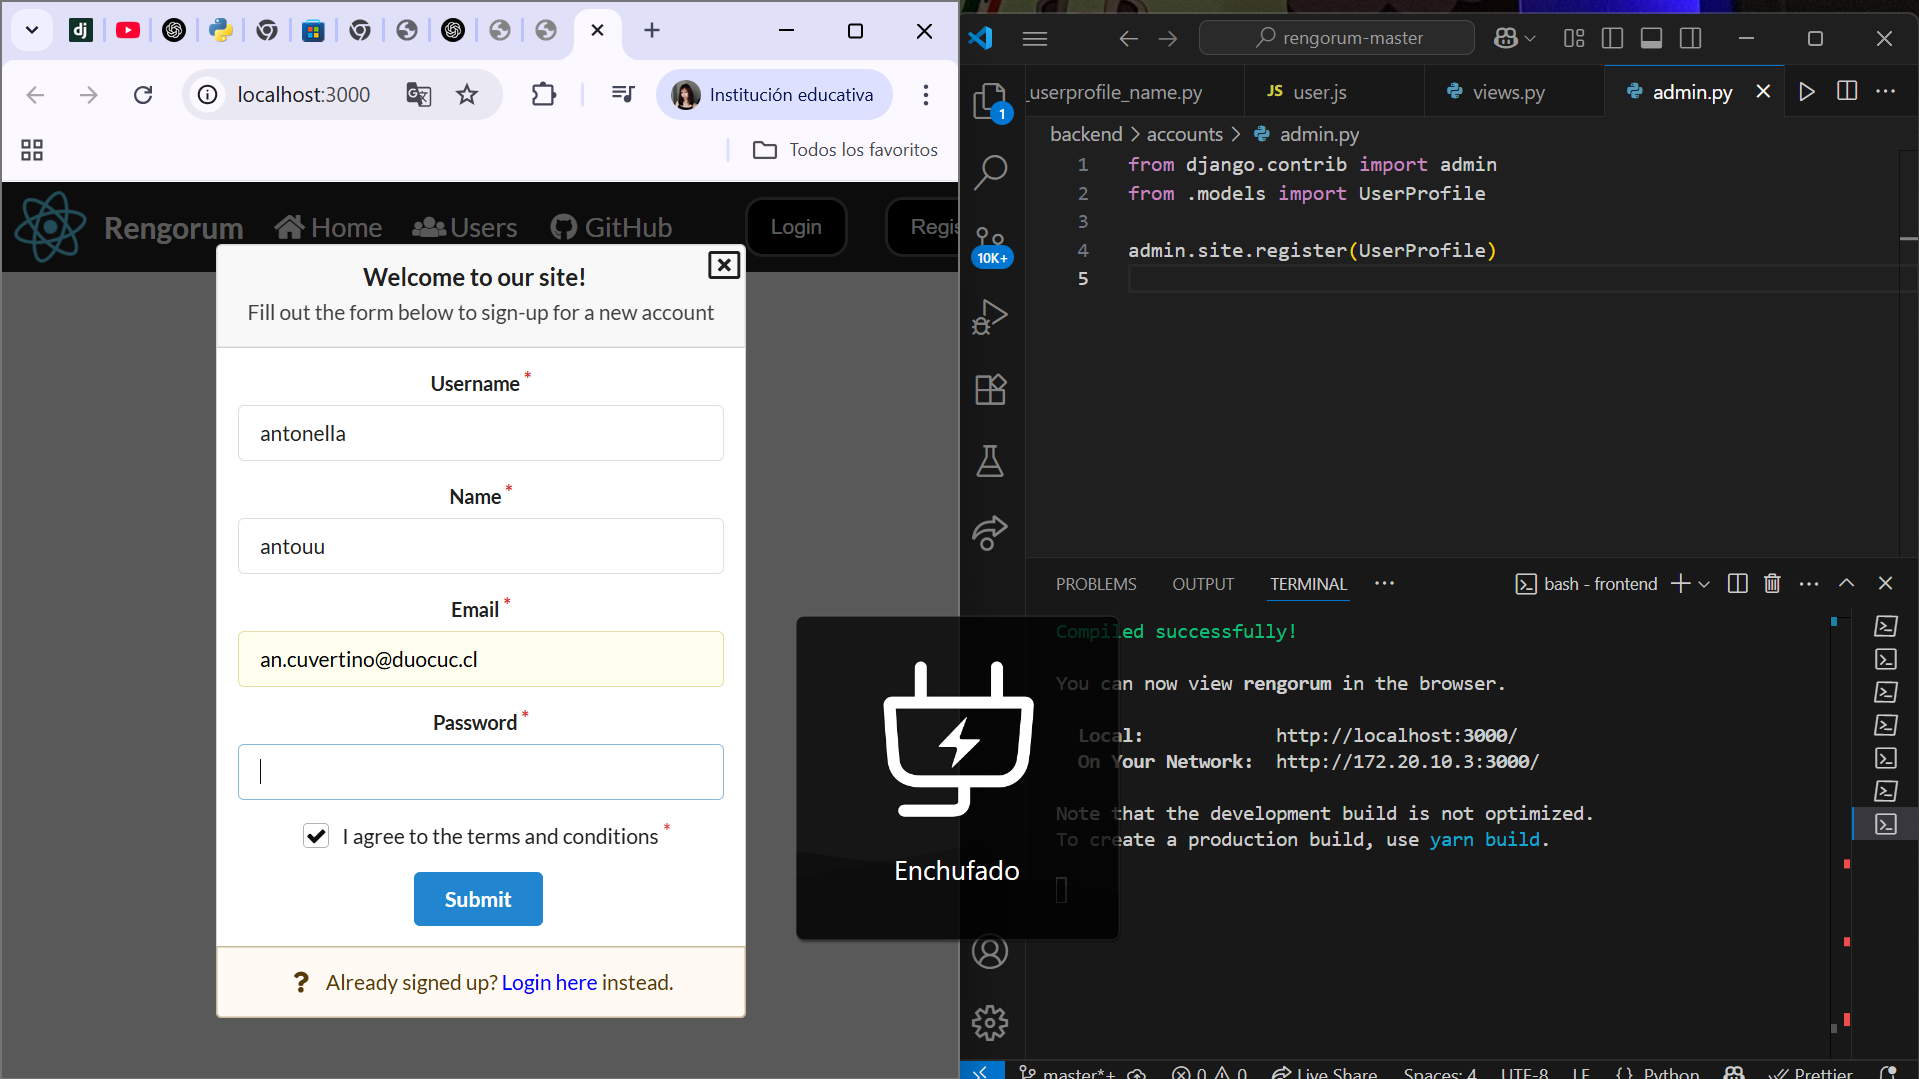 localhost:3000
Institución educativa
Todos los favoritos
Rengorum
Home
Users
GitHub
Login
Regis
Welcome to our site!
Fill out the form below to sign-up for a new account
Username *
antonella
Name *
antouu
Email *
an.cuvertino@duocuc.cl
Password *
I agree to the terms and conditions *
Submit
? Already signed up? Login here instead.
Enchufado
rengorum-master
_userprofile_name.py
JS user.js
views.py
admin.py
backend > accounts > admin.py
1 from django.contrib import admin
2 from .models import UserProfile
3
4 admin.site.register(UserProfile)
5
1
10K+
PROBLEMS
OUTPUT
TERMINAL
bash - frontend
Compiled successfully!
You can now view rengorum in the browser.
Local: http://localhost:3000/
On Your Network: http://172.20.10.3:3000/
Note that the development build is not optimized.
To create a production build, use yarn build.
master*+
0 0
Live Share
Spaces: 4
UTF-8
LF
{} Python
Prettier